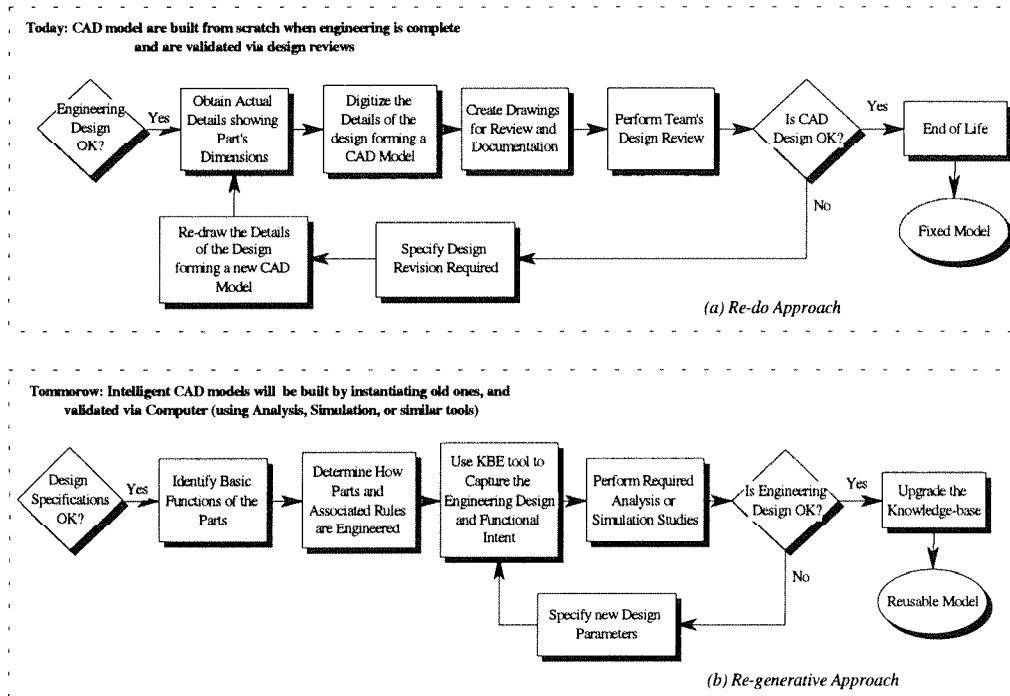 Today: CAD model are built from scratch when engineering is complete
and are validated via design reviews
Engineering
Design
OK?
Yes
Obtain Actual
Details showing
Part's
Dimensions
Digitize the
Details of the
design forming a
CAD Model
Create Drawings
for Review and
Documentation
Perform Team's
Design Review
Is CAD
Design OK?
Yes
End of Life
No
Fixed Model
Re-draw the Details
of the Design
forming a new CAD
Model
Specify Design
Revision Required
(a) Re-do Approach
Tommorow: Intelligent CAD models will be built by instantiating old ones, and
validated via Computer (using Analysis, Simulation, or similar tools)
Design
Specifications
OK?
Yes
Identify Basic
Functions of the
Parts
Determine How
Parts and
Associated Rules
are Engineered
Use KBE tool to
Capture the
Engineering Design
and Functional
Intent
Perform Required
Analysis or
Simulation Studies
Is Engineering
Design OK?
Yes
Upgrade the
Knowledge-base
No
Reusable Model
Specify new Design
Parameters
(b) Re-generative Approach